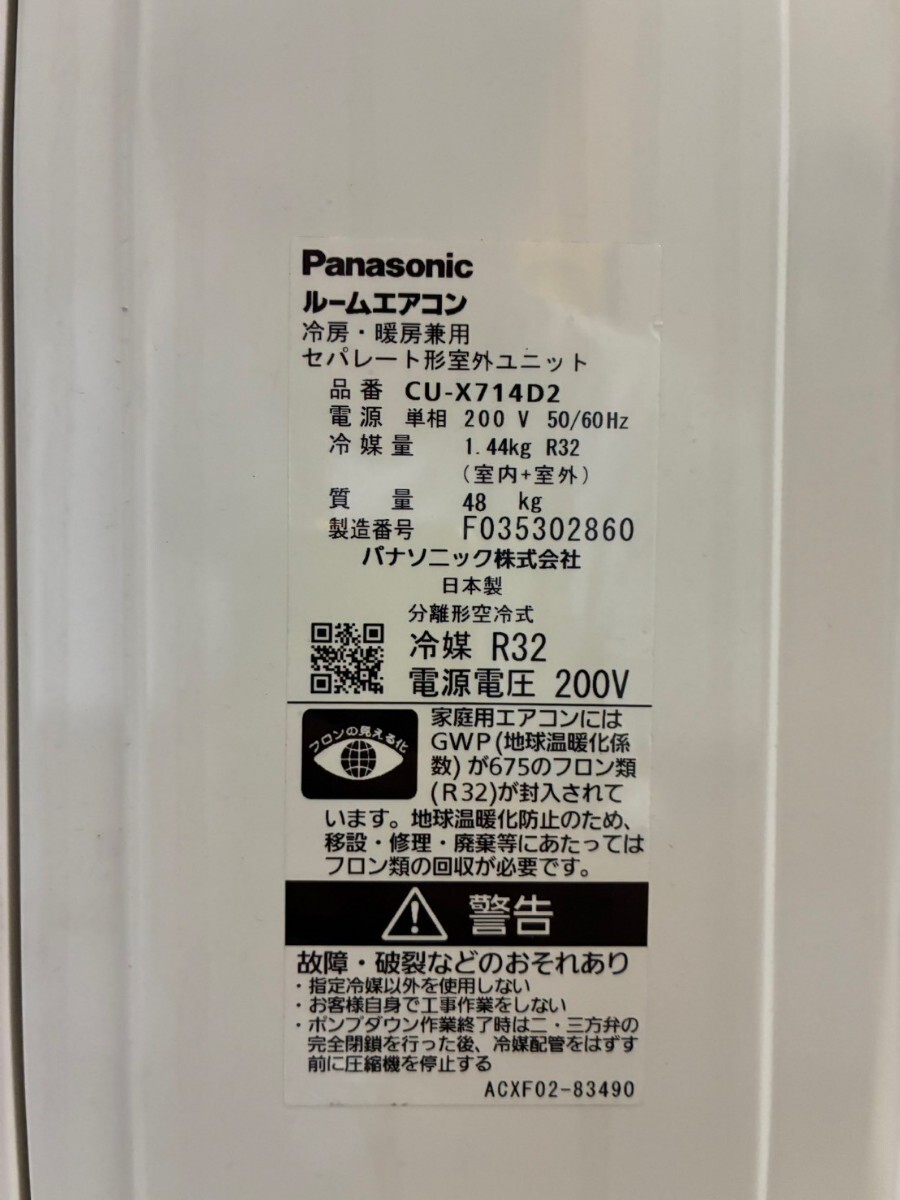 Panasonic
ルームエアコン
冷房・暖房兼用
セパレート形室外ユニット
品番 CU-X714D2
電源 単相 200 V 50/60Hz
冷媒量 1.44kg R32
(室内+室外)
質量 48 kg
製造番号 F035302860
パナソニック株式会社
日本製
分離形空冷式
冷媒 R32
電源電圧 200V
フロンの見える化
家庭用エアコンには
GWP(地球温暖化係
数)が675のフロン類
(R32)が封入されて
います。地球温暖化防止のため、
移設・修理・廃棄等にあたっては
フロン類の回収が必要です。
警告
故障・破裂などのおそれあり
・指定冷媒以外を使用しない
・お客様自身で工事作業をしない
・ポンプダウン作業終了時は二・三方弁の
完全閉鎖を行った後、冷媒配管をはずす
前に圧縮機を停止する
ACXF02-83490